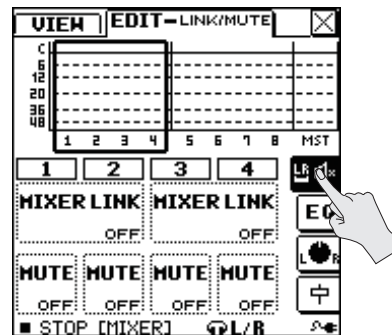 VIEW EDIT-LINK/MUTE
C
6
12
20
36
48
1 2 3 4 5 6 7 8 MST
1 2 3 4 LR
MIXER LINK MIXER LINK
OFF OFF
EQ
L R
MUTE MUTE MUTE MUTE
OFF OFF OFF OFF
■ STOP [MIXER] L/R